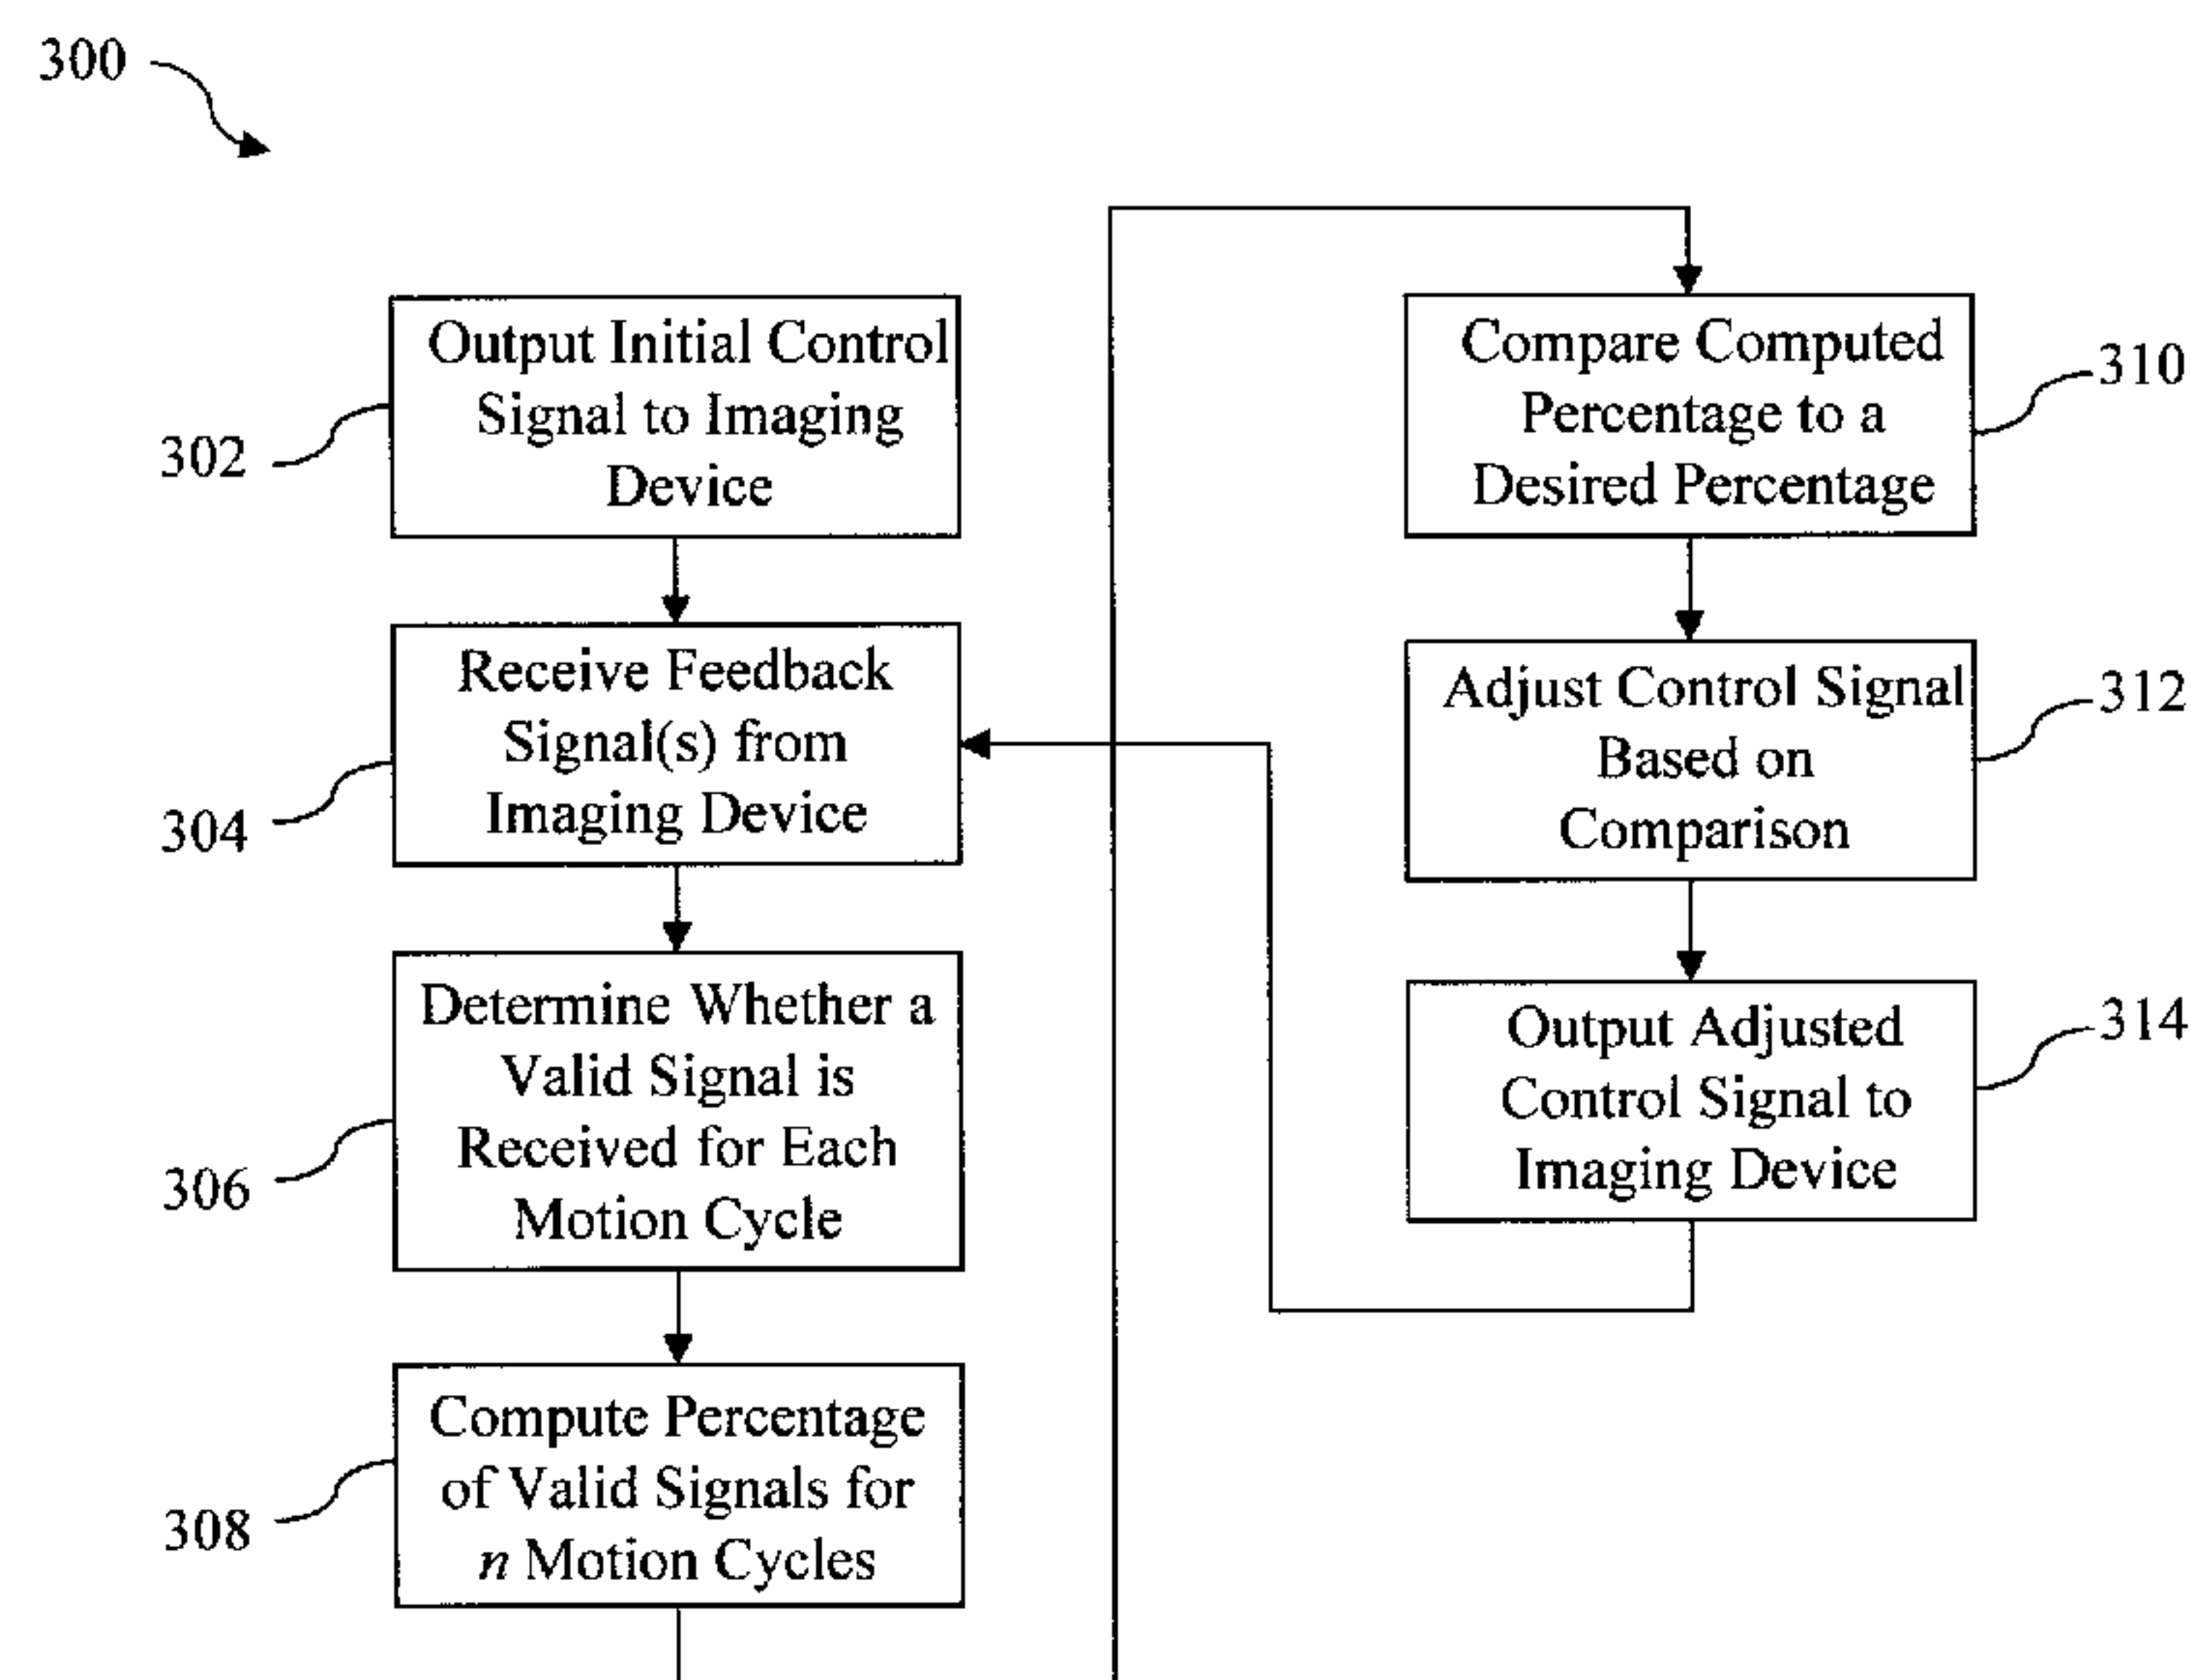 300
Output Initial Control
Signal to Imaging
Device
302
Receive Feedback
Signal(s) from
Imaging Device
304
Determine Whether a
Valid Signal is
Received for Each
Motion Cycle
306
Compute Percentage
of Valid Signals for
n Motion Cycles
308
Compare Computed
Percentage to a
Desired Percentage
310
Adjust Control Signal
Based on
Comparison
312
Output Adjusted
Control Signal to
Imaging Device
314